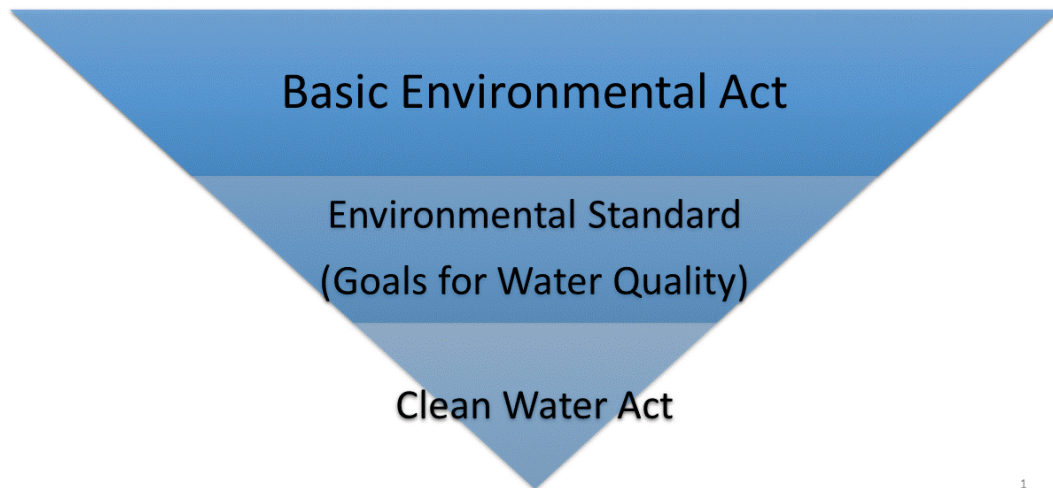 Basic Environmental Act
Environmental Standard
(Goals for Water Quality)
Clean Water Act
1